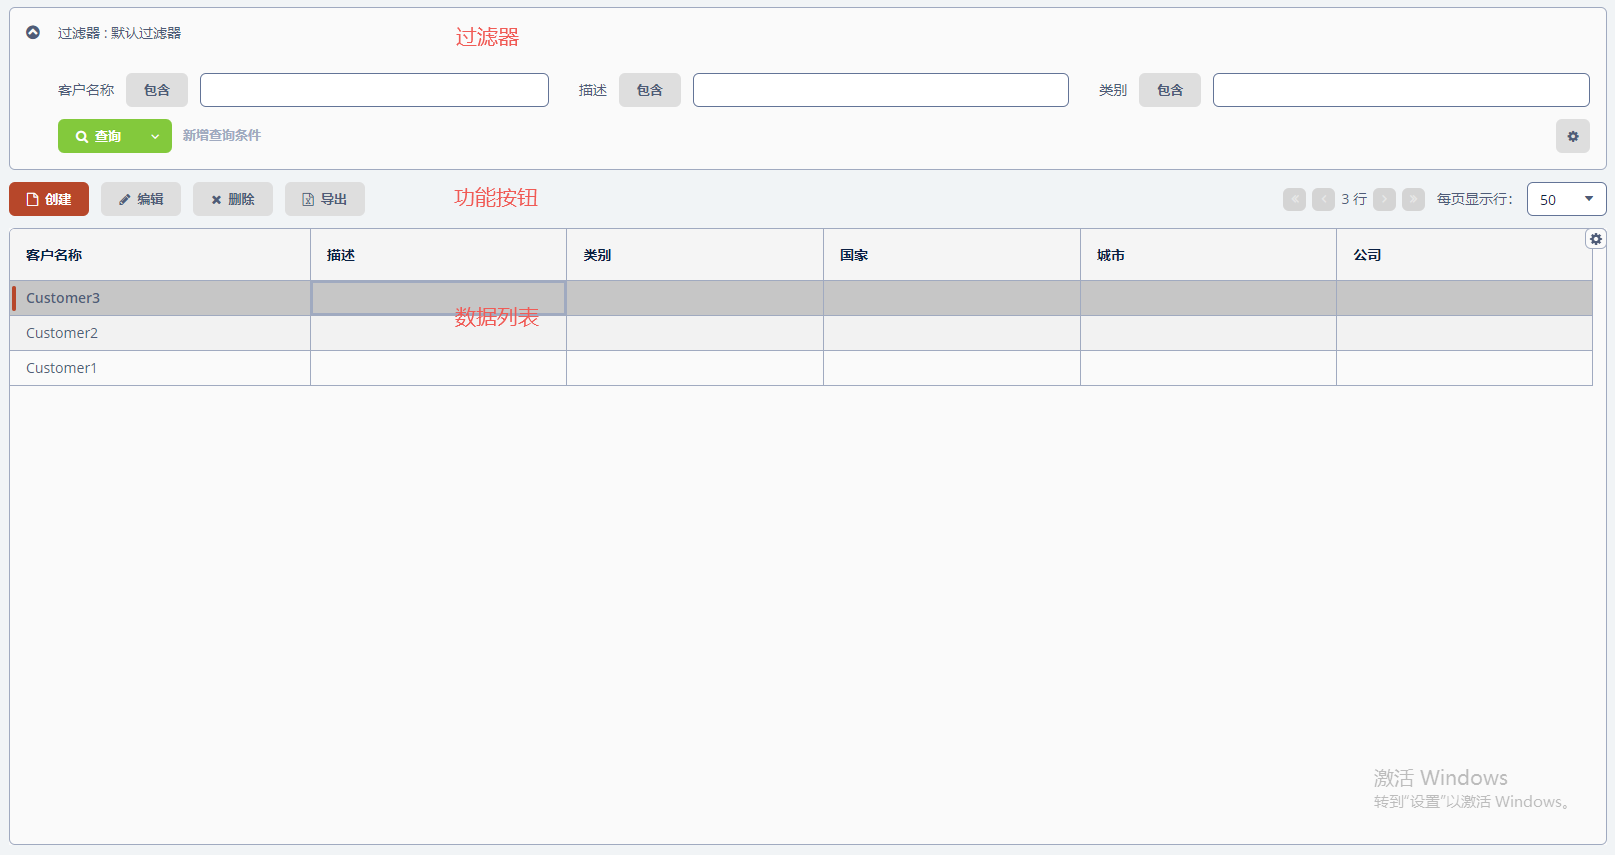 过滤器 : 默认过滤器
过滤器
客户名称 包含 描述 包含 类别 包含
查询 新增查询条件
创建 编辑 删除 导出 功能按钮 3 行 每页显示行： 50
客户名称 描述 类别 国家 城市 公司
Customer3
数据列表
Customer2
Customer1
激活 Windows
转到“设置”以激活 Windows。